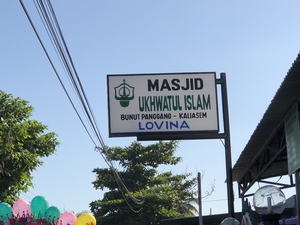 MASJID
UKHWATUL ISLAM
BUNUT PANGGANG - KALIASEM
LOVINA